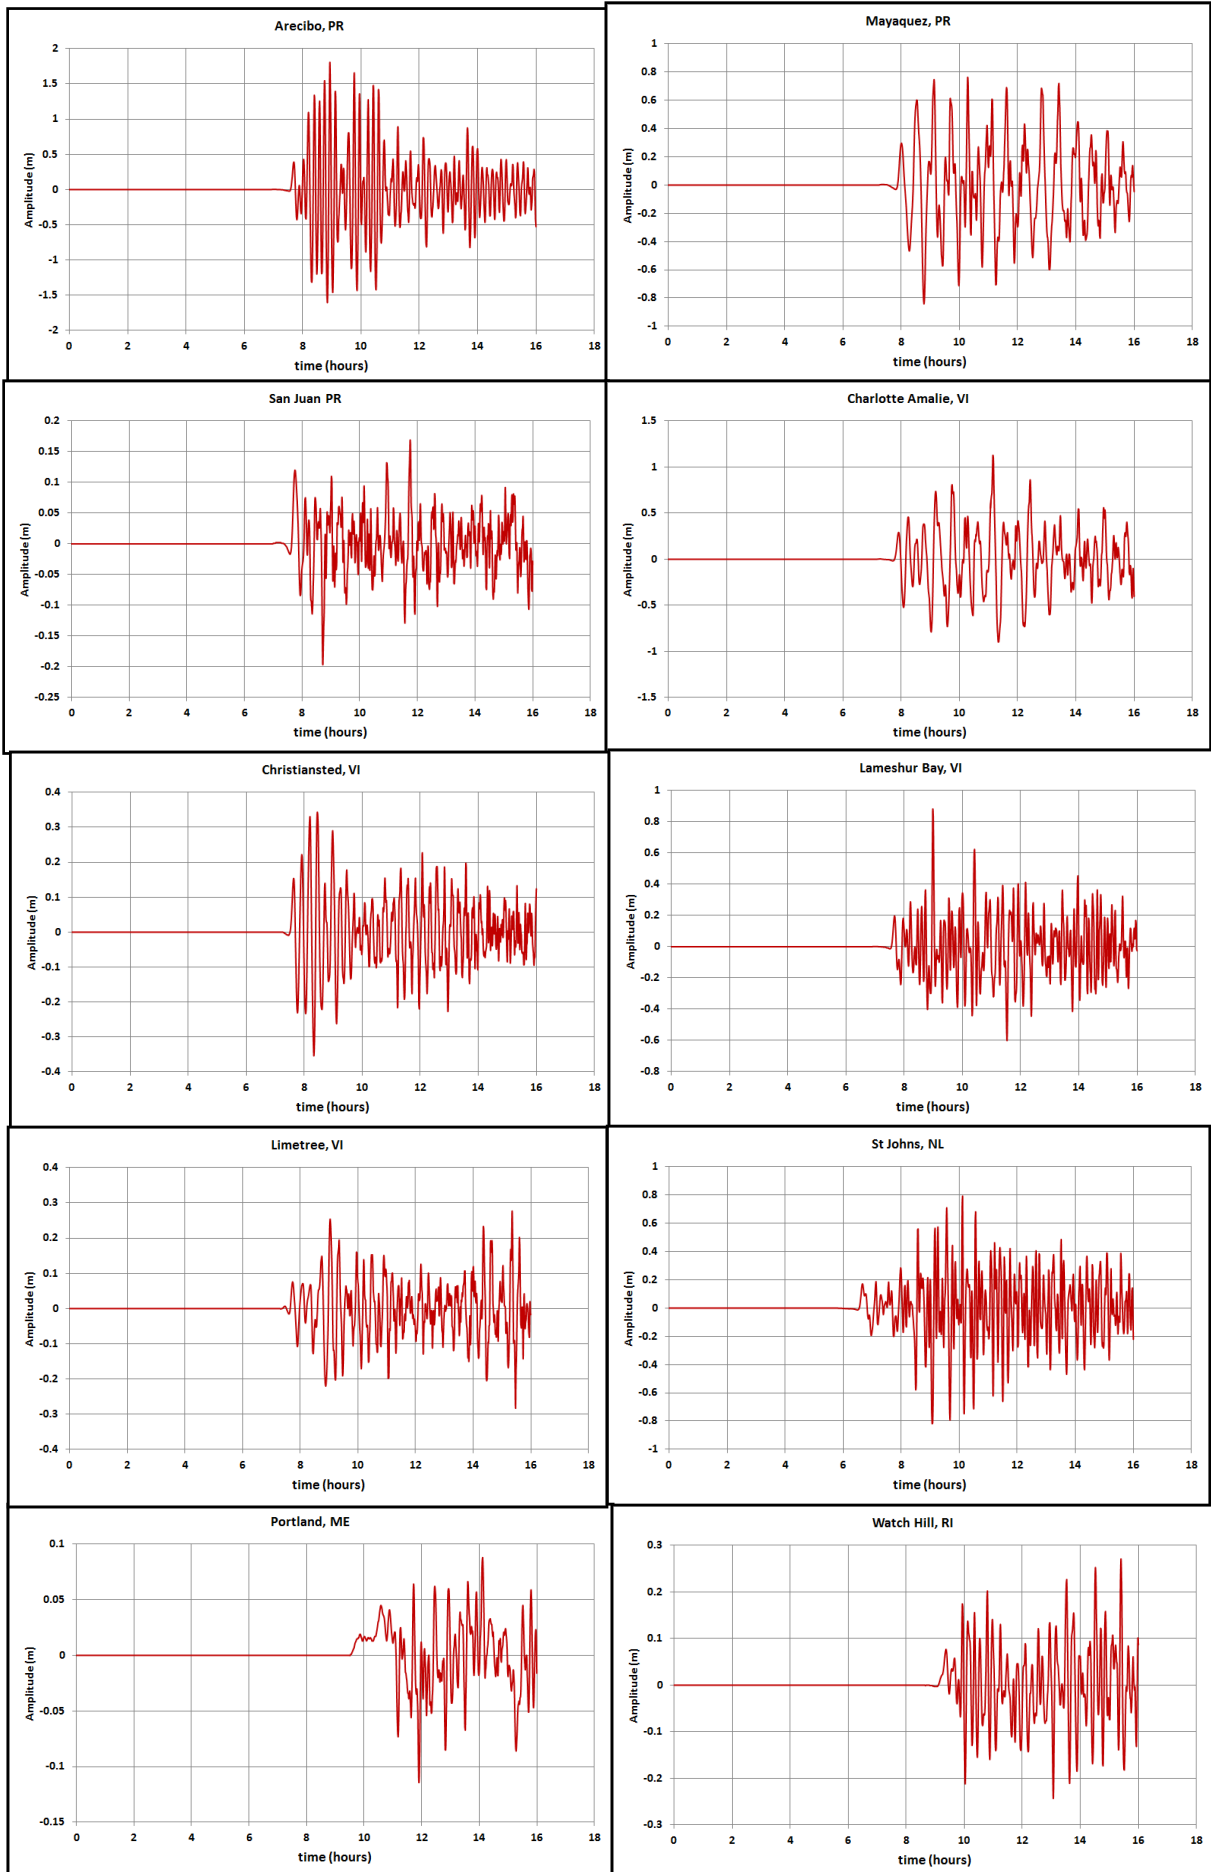 Arecibo, PR
2
1.5
1
0.5
0
-0.5
-1
-1.5
-2
Amplitude (m)
0 2 4 6 8 10 12 14 16 18
time (hours)
Mayaquez, PR
1
0.8
0.6
0.4
0.2
0
-0.2
-0.4
-0.6
-0.8
-1
Amplitude (m)
0 2 4 6 8 10 12 14 16 18
time (hours)
San Juan PR
0.2
0.15
0.1
0.05
0
-0.05
-0.1
-0.15
-0.2
-0.25
Amplitude (m)
0 2 4 6 8 10 12 14 16 18
time (hours)
Charlotte Amalie, VI
1.5
1
0.5
0
-0.5
-1
-1.5
Amplitude (m)
0 2 4 6 8 10 12 14 16 18
time (hours)
Christiansted, VI
0.4
0.3
0.2
0.1
0
-0.1
-0.2
-0.3
-0.4
Amplitude (m)
0 2 4 6 8 10 12 14 16 18
time (hours)
Lameshur Bay, VI
1
0.8
0.6
0.4
0.2
0
-0.2
-0.4
-0.6
-0.8
Amplitude (m)
0 2 4 6 8 10 12 14 16 18
time (hours)
Limetree, VI
0.4
0.3
0.2
0.1
0
-0.1
-0.2
-0.3
-0.4
Amplitude (m)
0 2 4 6 8 10 12 14 16 18
time (hours)
St Johns, NL
1
0.8
0.6
0.4
0.2
0
-0.2
-0.4
-0.6
-0.8
-1
Amplitude (m)
0 2 4 6 8 10 12 14 16 18
time (hours)
Portland, ME
0.1
0.05
0
-0.05
-0.1
-0.15
Amplitude (m)
0 2 4 6 8 10 12 14 16 18
time (hours)
Watch Hill, RI
0.3
0.2
0.1
0
-0.1
-0.2
-0.3
Amplitude (m)
0 2 4 6 8 10 12 14 16 18
time (hours)